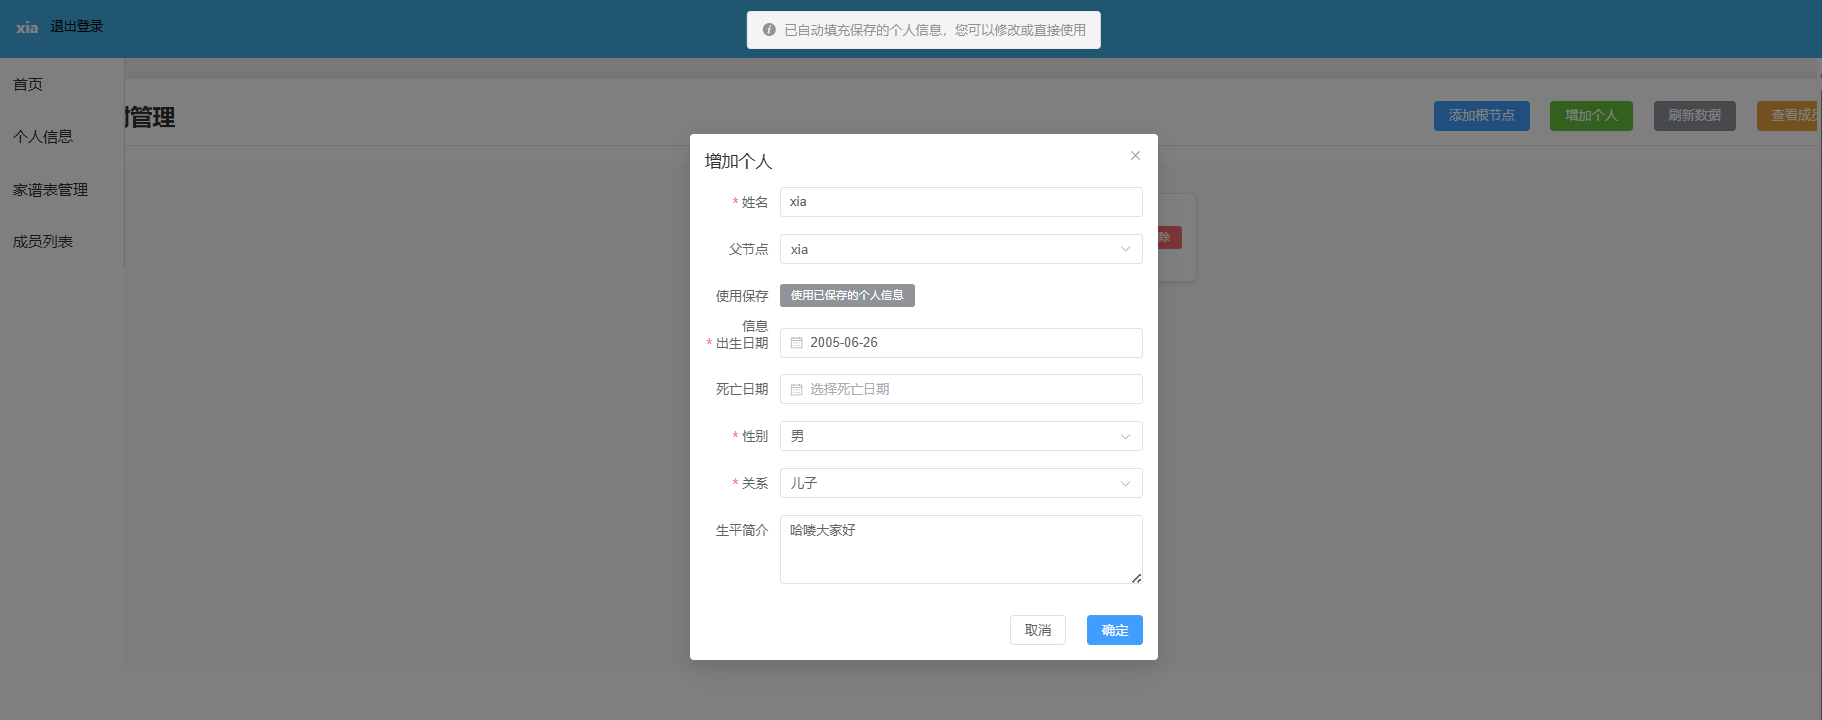 xia 退出登录
已自动填充保存的个人信息，您可以修改或直接使用
首页
个人信息
家谱表管理
成员列表
管理
添加根节点 增加个人 刷新数据 查看成
增加个人
* 姓名 xia
父节点 xia
使用保存信息 使用已保存的个人信息
* 出生日期 2005-06-26
死亡日期 选择死亡日期
* 性别 男
* 关系 儿子
生平简介 哈喽大家好
除
取消 确定